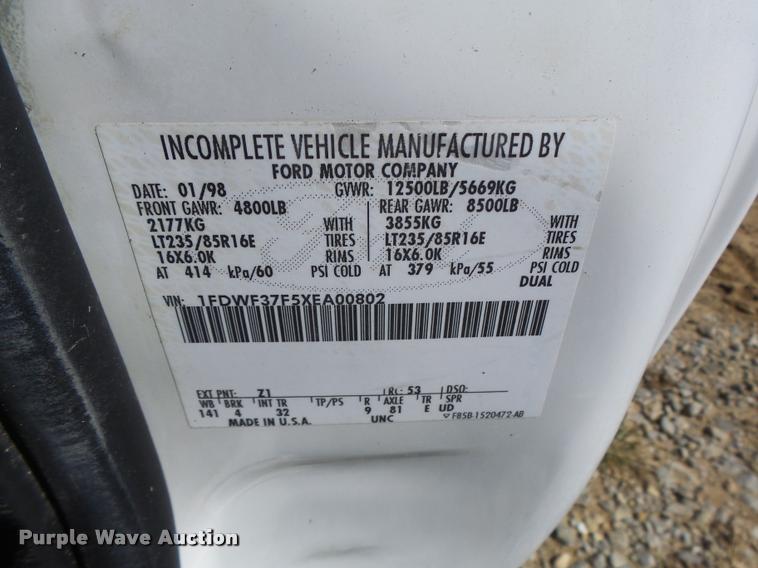 INCOMPLETE VEHICLE MANUFACTURED BY
FORD MOTOR COMPANY
DATE: 01/98 GVWR: 12500LB/5669KG
FRONT GAWR: 4800LB REAR GAWR: 8500LB
2177KG WITH 3855KG WITH
LT235/85R16E TIRES LT235/85R16E TIRES
16X6.0K RIMS 16X6.0K RIMS
AT 414 kPa/60 PSI COLD AT 379 kPa/55 PSI COLD
DUAL
VIN: 1FDWF37F5XEA00802
EXT PNT: Z1 RC: 53 DSO:
WB BRK INT TR TP/PS R AXLE TR SPR
141 4 32 9 81 E UD
MADE IN U.S.A. UNC F85B-1520472-AB
Purple Wave Auction